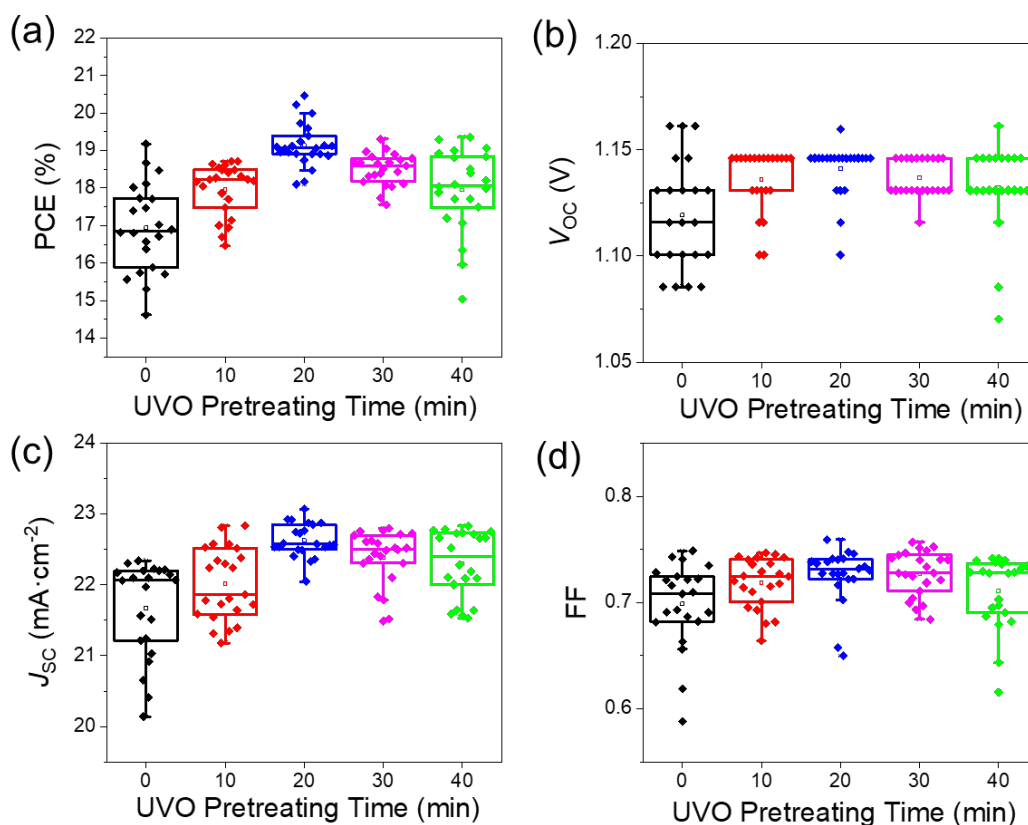 (a)
PCE (%)
22
21
20
19
18
17
16
15
14
0 10 20 30 40
UVO Pretreating Time (min)
(b)
V_OC (V)
1.20
1.15
1.10
1.05
0 10 20 30 40
UVO Pretreating Time (min)
(c)
J_SC (mA·cm⁻²)
24
23
22
21
20
0 10 20 30 40
UVO Pretreating Time (min)
(d)
FF
0.8
0.7
0.6
0 10 20 30 40
UVO Pretreating Time (min)